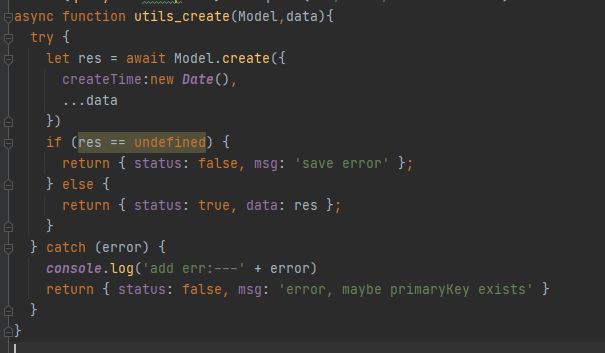 async function utils_create(Model,data){
  try {
    let res = await Model.create({
      createTime:new Date(),
      ...data
    })
    if (res == undefined) {
      return { status: false, msg: 'save error' };
    } else {
      return { status: true, data: res };
    }
  } catch (error) {
    console.log('add err:---' + error)
    return { status: false, msg: 'error, maybe primaryKey exists' }
  }
}